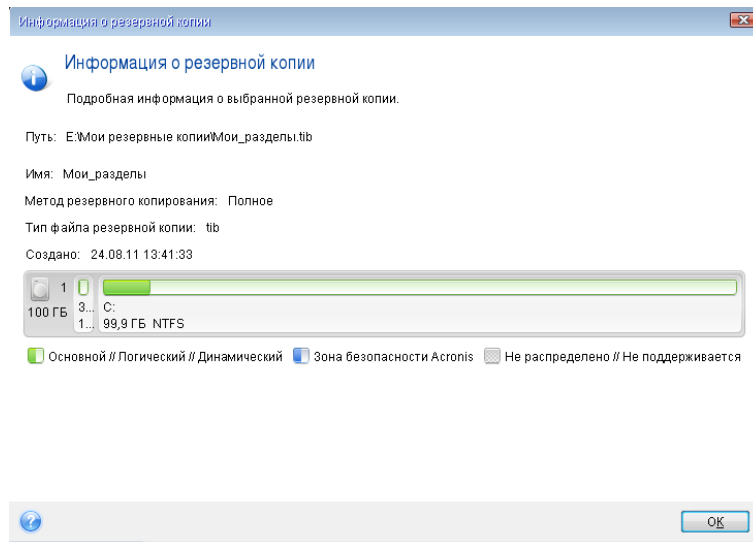 Информация о резервной копии
Информация о резервной копии
Подробная информация о выбранной резервной копии.
Путь: E:\Мои резервные копии\Мои_разделы.tib
Имя: Мои_разделы
Метод резервного копирования: Полное
Тип файла резервной копии: tib
Создано: 24.08.11 13:41:33
1
100 ГБ
З...
1...
C:
99,9 ГБ NTFS
Основной // Логический // Динамический Зона безопасности Acronis Не распределено // Не поддерживается
?
OK